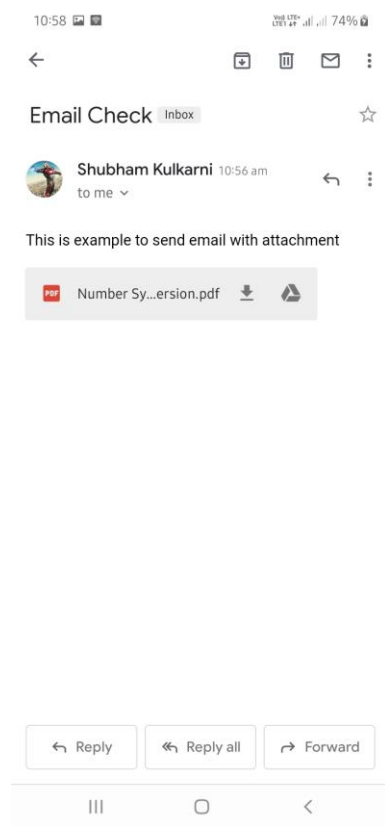 10:58 74%
Email Check Inbox
Shubham Kulkarni 10:56 am
to me
This is example to send email with attachment
PDF Number Sy...ersion.pdf
Reply Reply all Forward